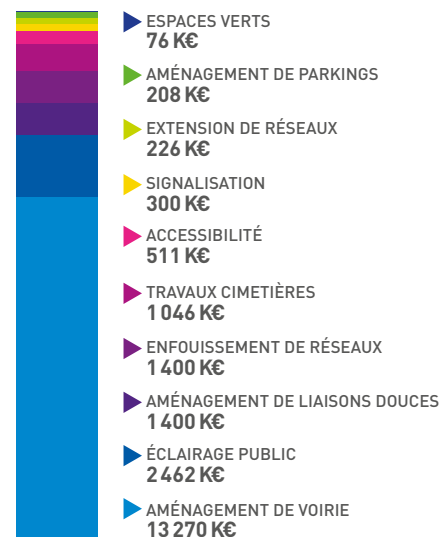 ESPACES VERTS
76 K€
AMÉNAGEMENT DE PARKINGS
208 K€
EXTENSION DE RÉSEAUX
226 K€
SIGNALISATION
300 K€
ACCESSIBILITÉ
511 K€
TRAVAUX CIMETIÈRES
1 046 K€
ENFOUISSEMENT DE RÉSEAUX
1 400 K€
AMÉNAGEMENT DE LIAISONS DOUCES
1 400 K€
ÉCLAIRAGE PUBLIC
2 462 K€
AMÉNAGEMENT DE VOIRIE
13 270 K€